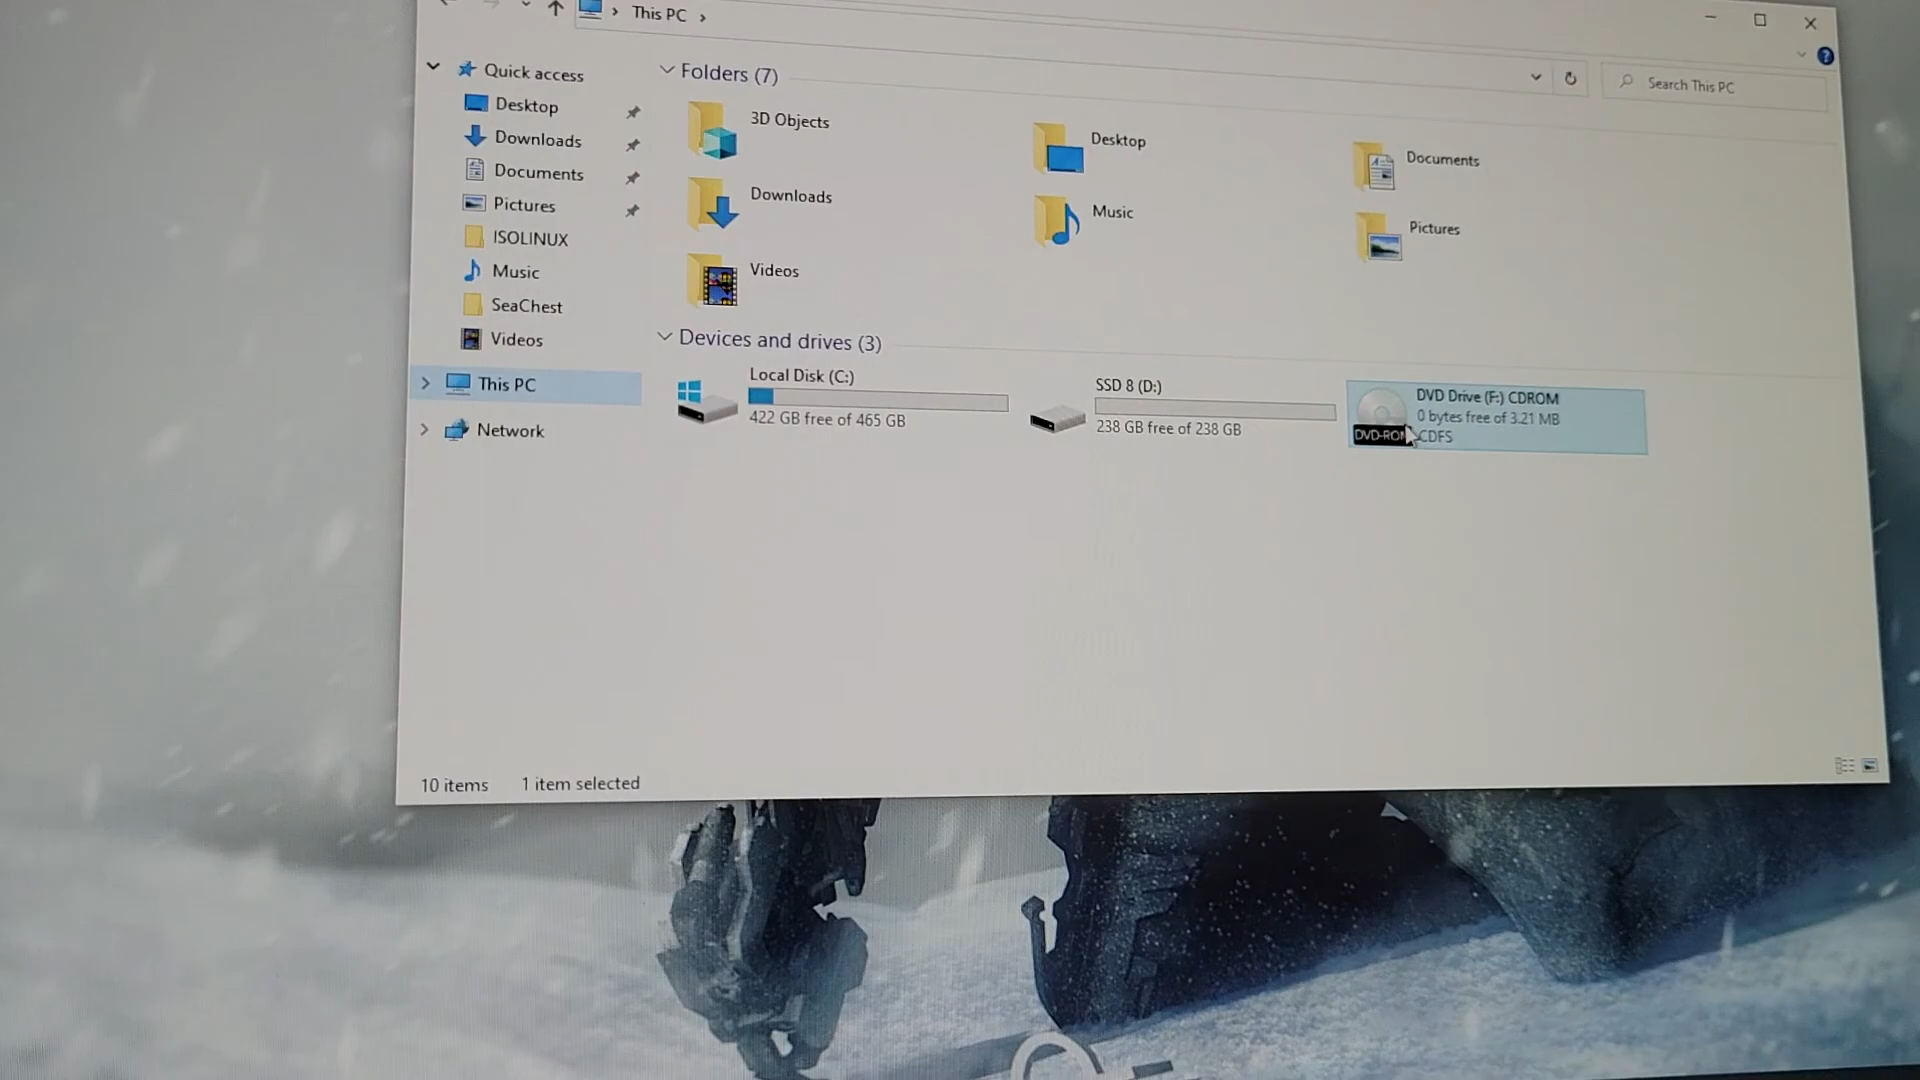 This PC
Search This PC
Quick access
Desktop
Downloads
Documents
Pictures
ISOLINUX
Music
SeaChest
Videos
This PC
Network
Folders (7)
3D Objects
Desktop
Documents
Downloads
Music
Pictures
Videos
Devices and drives (3)
Local Disk (C:)
422 GB free of 465 GB
SSD 8 (D:)
238 GB free of 238 GB
DVD Drive (F:) CDROM
0 bytes free of 3.21 MB
CDFS
DVD-ROM
10 items
1 item selected